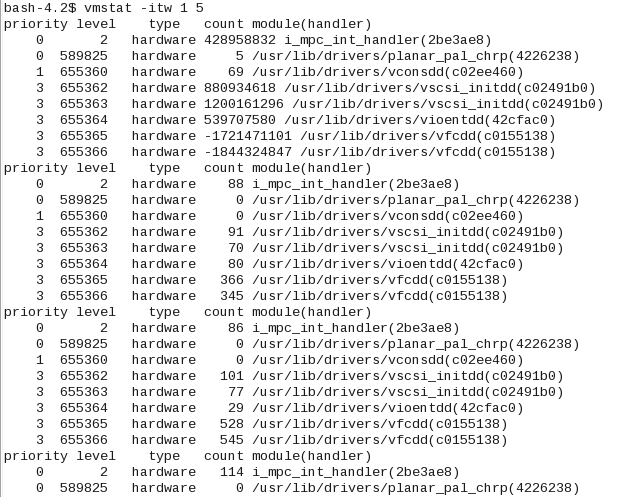 bash-4.2$ vmstat -itw 1 5
priority level    type   count module(handler)
    0       2   hardware 428958832 i_mpc_int_handler(2be3ae8)
    0  589825   hardware     5 /usr/lib/drivers/planar_pal_chrp(4226238)
    1  655360   hardware    69 /usr/lib/drivers/vconsdd(c02ee460)
    3  655362   hardware 880934618 /usr/lib/drivers/vscsi_initdd(c02491b0)
    3  655363   hardware 1200161296 /usr/lib/drivers/vscsi_initdd(c02491b0)
    3  655364   hardware 539707580 /usr/lib/drivers/vioentdd(42cfac0)
    3  655365   hardware -1721471101 /usr/lib/drivers/vfcdd(c0155138)
    3  655366   hardware -1844324847 /usr/lib/drivers/vfcdd(c0155138)
priority level    type   count module(handler)
    0       2   hardware    88 i_mpc_int_handler(2be3ae8)
    0  589825   hardware     0 /usr/lib/drivers/planar_pal_chrp(4226238)
    1  655360   hardware     0 /usr/lib/drivers/vconsdd(c02ee460)
    3  655362   hardware    91 /usr/lib/drivers/vscsi_initdd(c02491b0)
    3  655363   hardware    70 /usr/lib/drivers/vscsi_initdd(c02491b0)
    3  655364   hardware    80 /usr/lib/drivers/vioentdd(42cfac0)
    3  655365   hardware   366 /usr/lib/drivers/vfcdd(c0155138)
    3  655366   hardware   345 /usr/lib/drivers/vfcdd(c0155138)
priority level    type   count module(handler)
    0       2   hardware    86 i_mpc_int_handler(2be3ae8)
    0  589825   hardware     0 /usr/lib/drivers/planar_pal_chrp(4226238)
    1  655360   hardware     0 /usr/lib/drivers/vconsdd(c02ee460)
    3  655362   hardware   101 /usr/lib/drivers/vscsi_initdd(c02491b0)
    3  655363   hardware    77 /usr/lib/drivers/vscsi_initdd(c02491b0)
    3  655364   hardware    29 /usr/lib/drivers/vioentdd(42cfac0)
    3  655365   hardware   528 /usr/lib/drivers/vfcdd(c0155138)
    3  655366   hardware   545 /usr/lib/drivers/vfcdd(c0155138)
priority level    type   count module(handler)
    0       2   hardware   114 i_mpc_int_handler(2be3ae8)
    0  589825   hardware     0 /usr/lib/drivers/planar_pal_chrp(4226238)